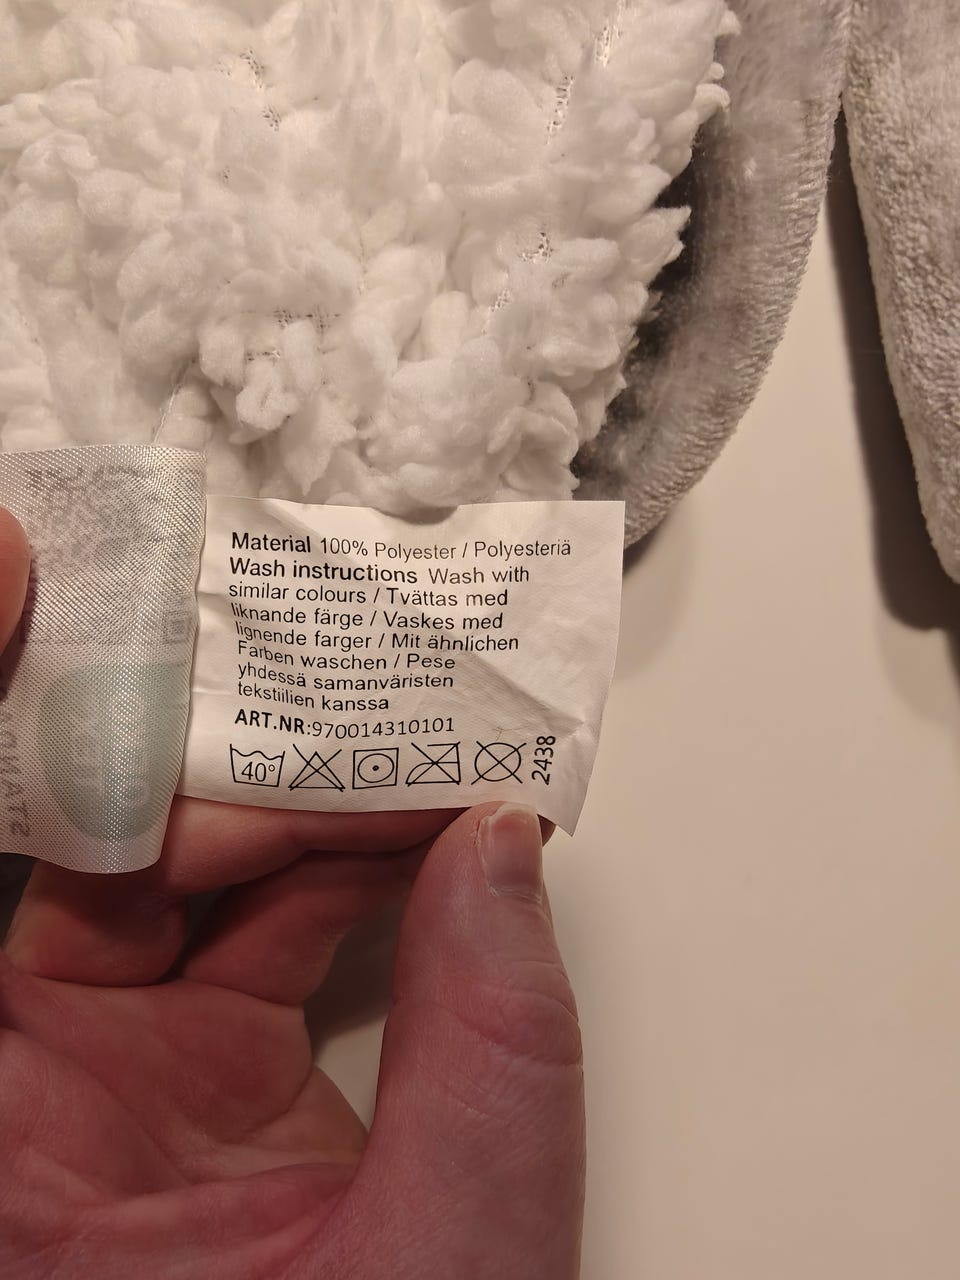 Material 100% Polyester / Polyesteriä
Wash instructions Wash with
similar colours / Tvättas med
liknande färge / Vaskes med
lignende farger / Mit ähnlichen
Farben waschen / Pese
yhdessä samanväristen
tekstiilien kanssa
ART.NR:970014310101
40°
2438